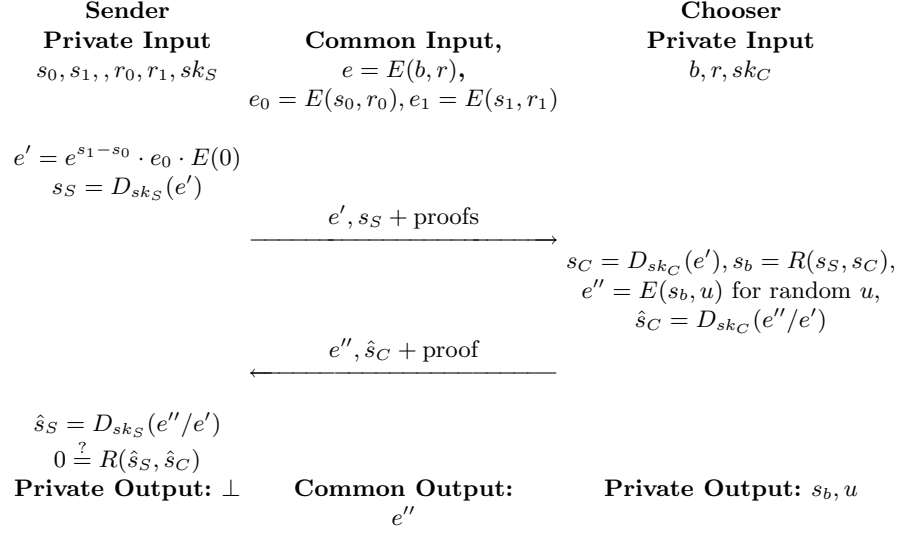 Sender Chooser
Private Input Common Input, Private Input
s_0, s_1, , r_0, r_1, sk_S e = E(b, r), b, r, sk_C
e_0 = E(s_0, r_0), e_1 = E(s_1, r_1)
e′ = e^{s_1−s_0} · e_0 · E(0)
s_S = D_{sk_S}(e′)
e′, s_S + proofs
s_C = D_{sk_C}(e′), s_b = R(s_S, s_C),
e′′ = E(s_b, u) for random u,
ŝ_C = D_{sk_C}(e′′/e′)
e′′, ŝ_C + proof
ŝ_S = D_{sk_S}(e′′/e′)
0 =^? R(ŝ_S, ŝ_C)
Private Output: ⊥ Common Output: Private Output: s_b, u
e′′